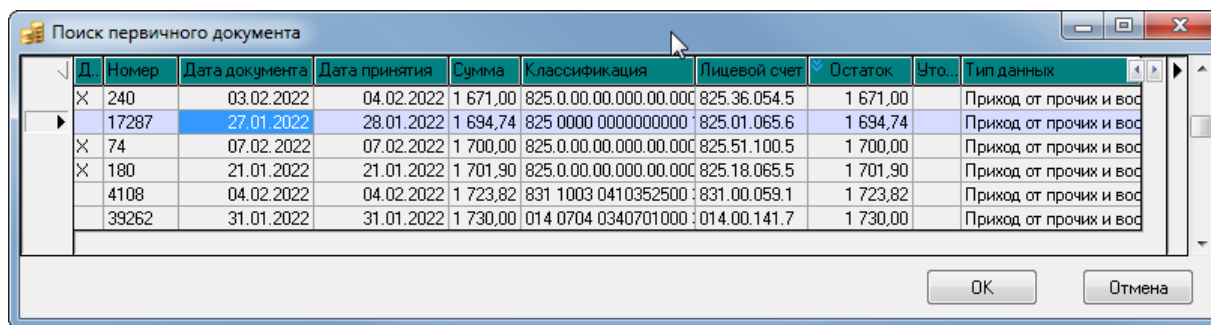 Поиск первичного документа
Д.. Номер Дата документа Дата принятия Сумма Классификация Лицевой счет Остаток Уто... Тип данных
X 240 03.02.2022 04.02.2022 1 671,00 825.0.00.00.000.00.000 825.36.054.5 1 671,00 Приход от прочих и вос
17287 27.01.2022 28.01.2022 1 694,74 825 0000 0000000000 825.01.065.6 1 694,74 Приход от прочих и вос
X 74 07.02.2022 07.02.2022 1 700,00 825.0.00.00.000.00.000 825.51.100.5 1 700,00 Приход от прочих и вос
X 180 21.01.2022 21.01.2022 1 701,90 825.0.00.00.000.00.000 825.18.065.5 1 701,90 Приход от прочих и вос
4108 04.02.2022 04.02.2022 1 723,82 831 1003 0410352500 831.00.059.1 1 723,82 Приход от прочих и вос
39262 31.01.2022 31.01.2022 1 730,00 014 0704 0340701000 014.00.141.7 1 730,00 Приход от прочих и вос
OK Отмена